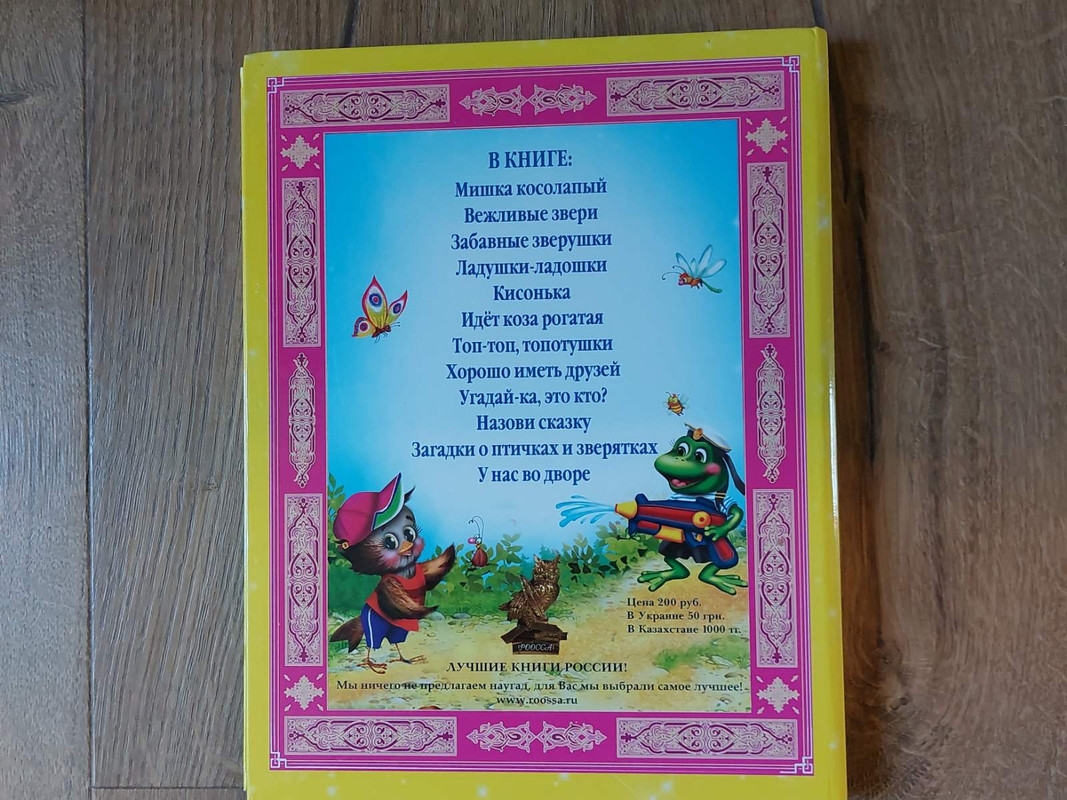 В КНИГЕ:
Мишка косолапый
Вежливые звери
Забавные зверушки
Ладушки-ладошки
Кисонька
Идёт коза рогатая
Топ-топ, топотушки
Хорошо иметь друзей
Угадай-ка, это кто?
Назови сказку
Загадки о птичках и зверятках
У нас во дворе
Цена 200 руб.
В Украине 50 грн.
В Казахстане 1000 тг.
РООССА
ЛУЧШИЕ КНИГИ РОССИИ!
Мы ничего не предлагаем наугад, для Вас мы выбрали самое лучшее!
www.roossa.ru